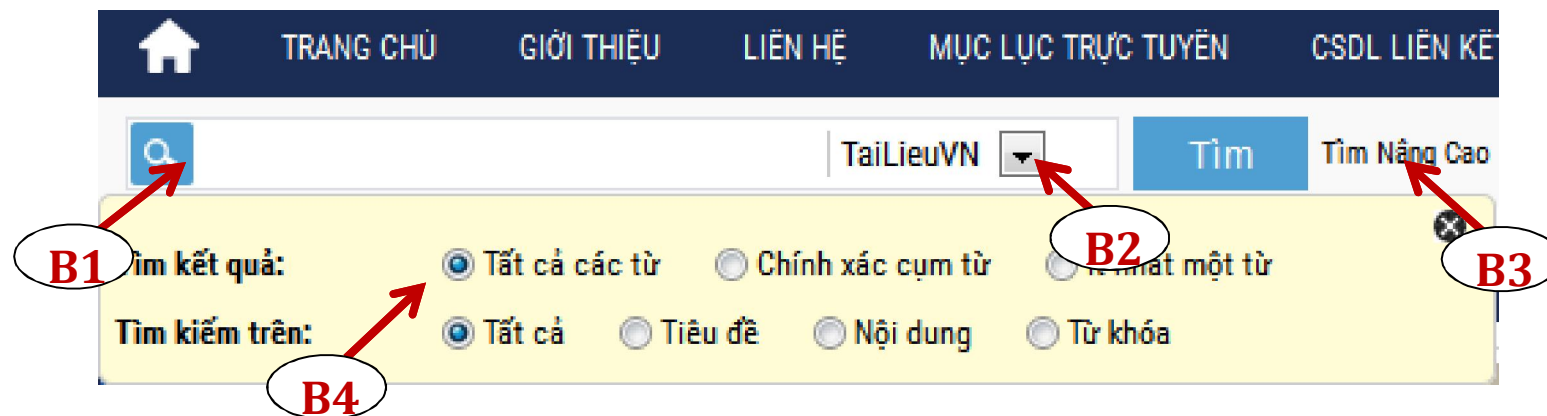 TRANG CHỦ GIỚI THIỆU LIÊN HỆ MỤC LỤC TRỰC TUYẾN CSDL LIÊN KẾT
TaiLieuVN Tìm Tìm Nâng Cao
B1 Tìm kết quả: Tất cả các từ Chính xác cụm từ B2 một từ B3
Tìm kiếm trên: Tất cả Tiêu đề Nội dung Từ khóa
B4